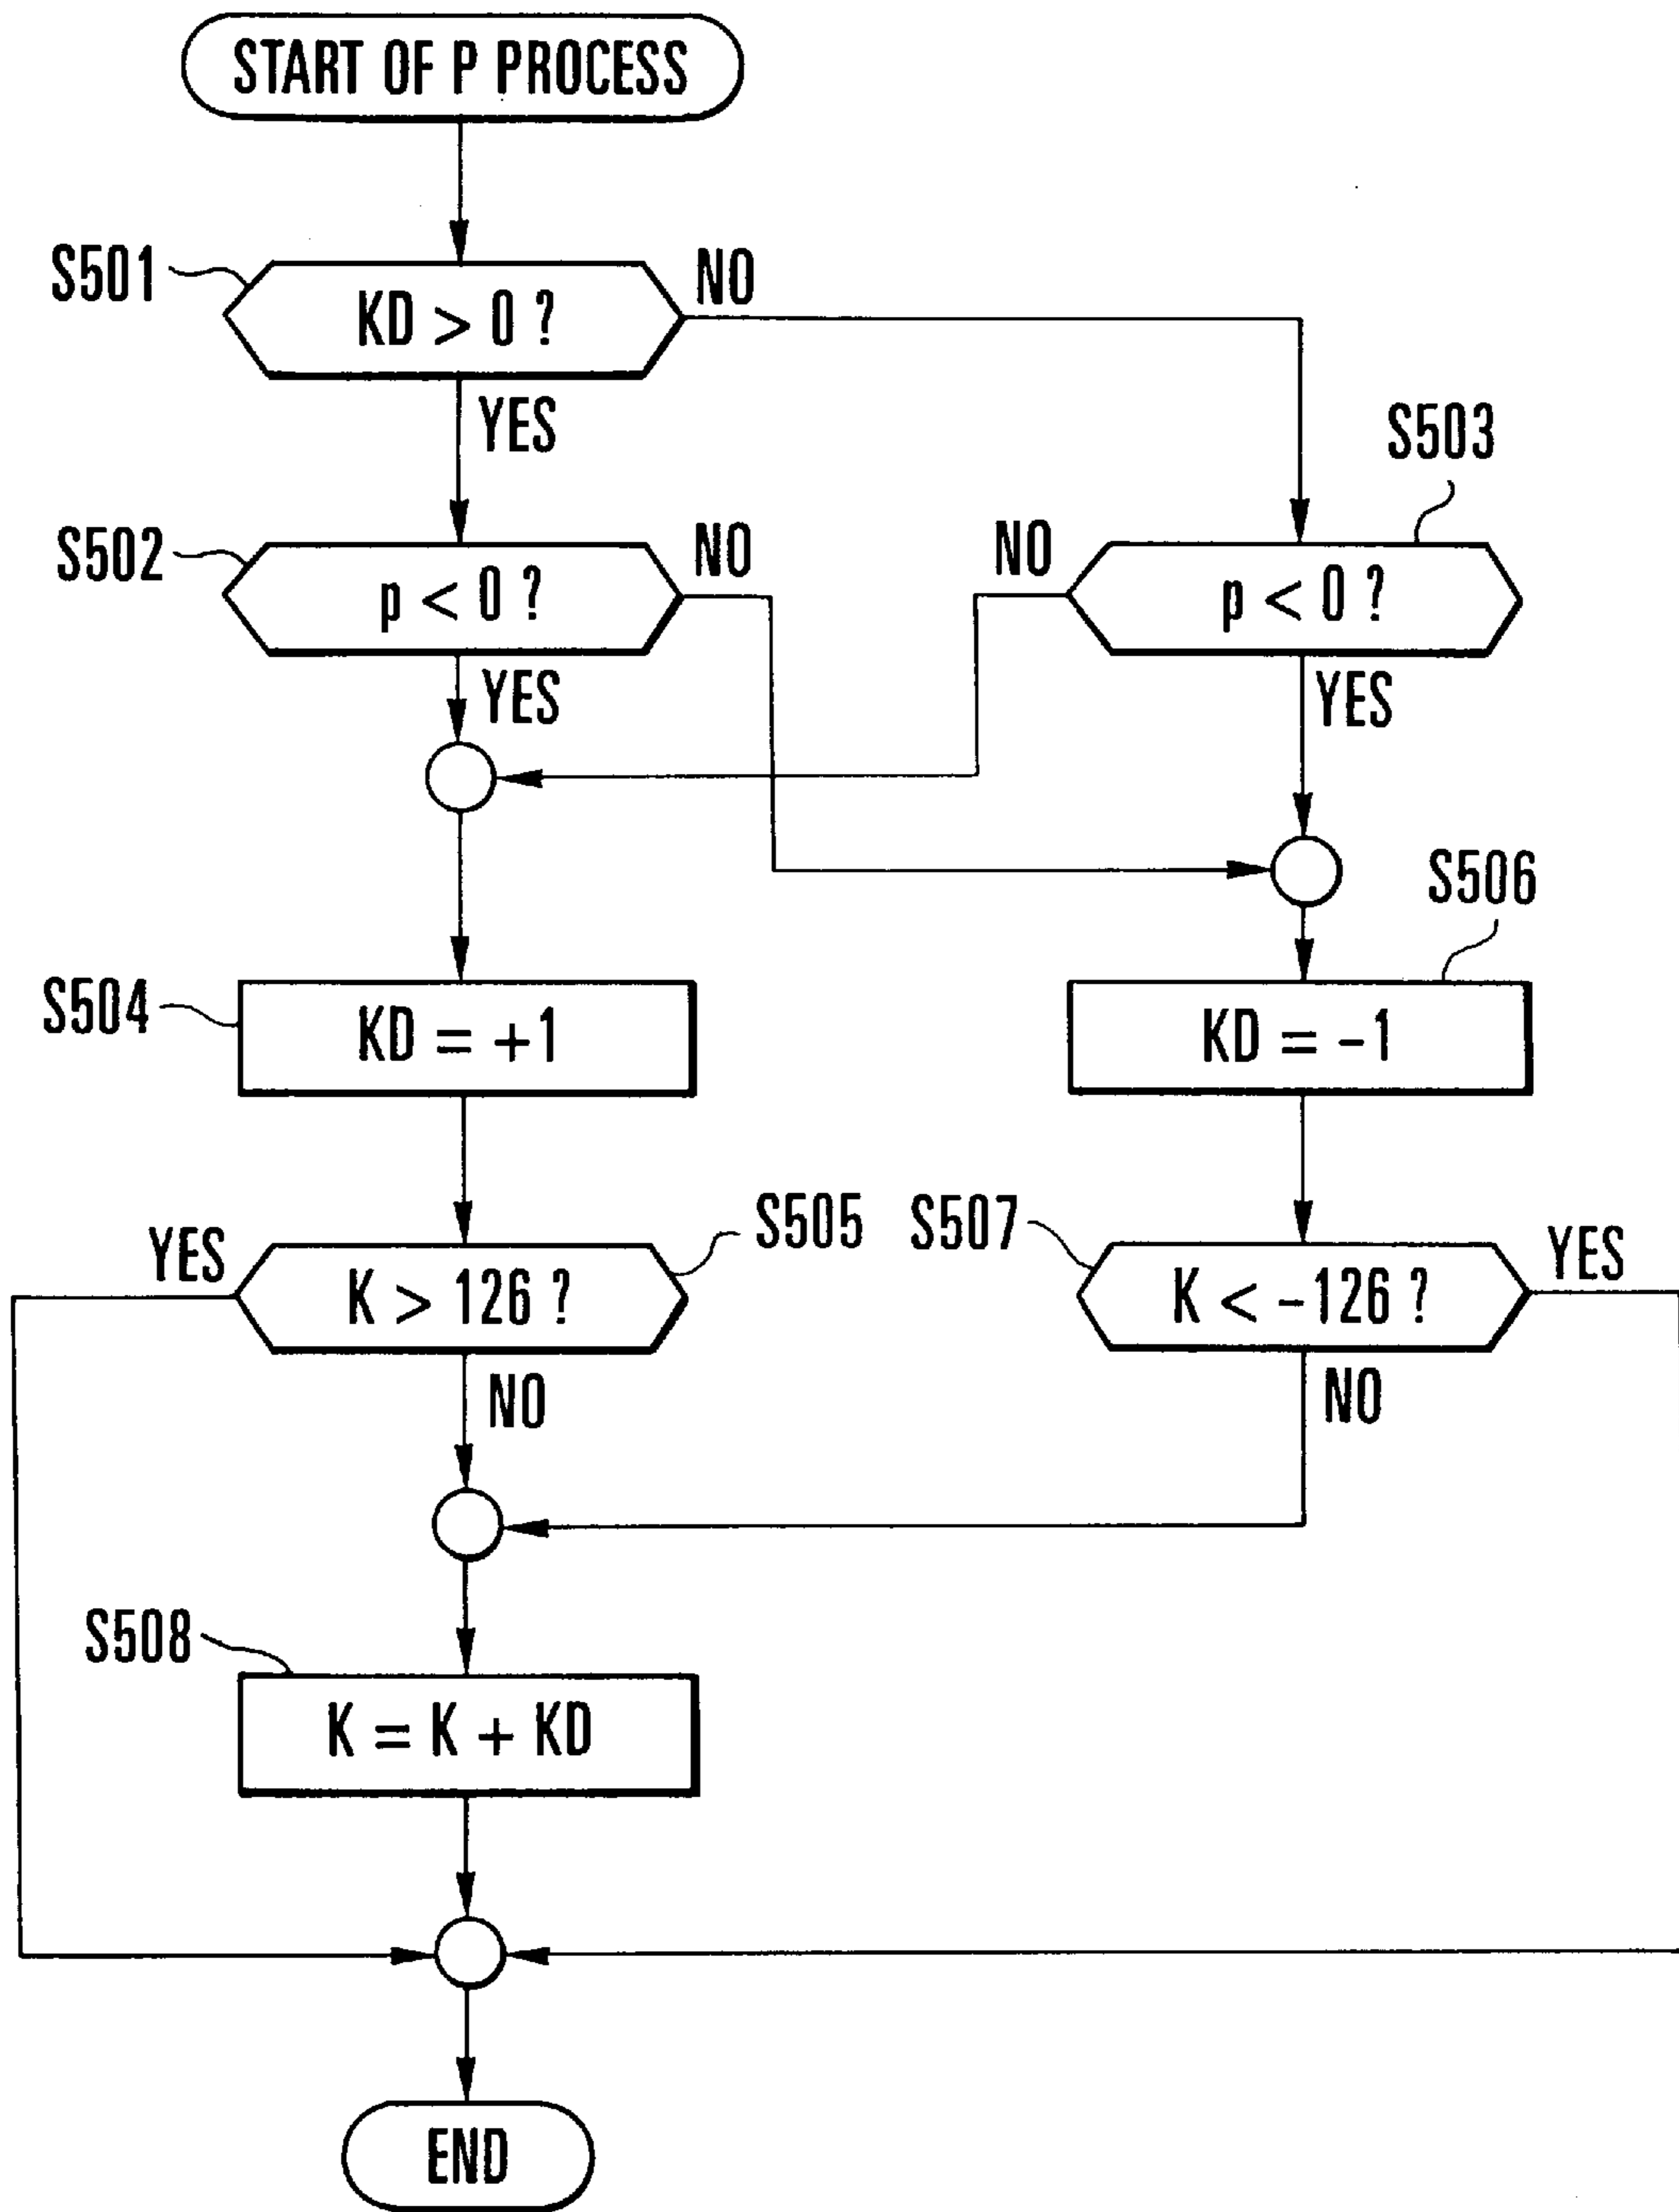 START OF P PROCESS
S501
KD > 0 ?
NO
YES
S503
S502
p < 0 ?
NO
NO
p < 0 ?
YES
YES
S506
S504
KD = +1
KD = -1
YES
S505
S507
YES
K > 126 ?
K < -126 ?
NO
NO
S508
K = K + KD
END